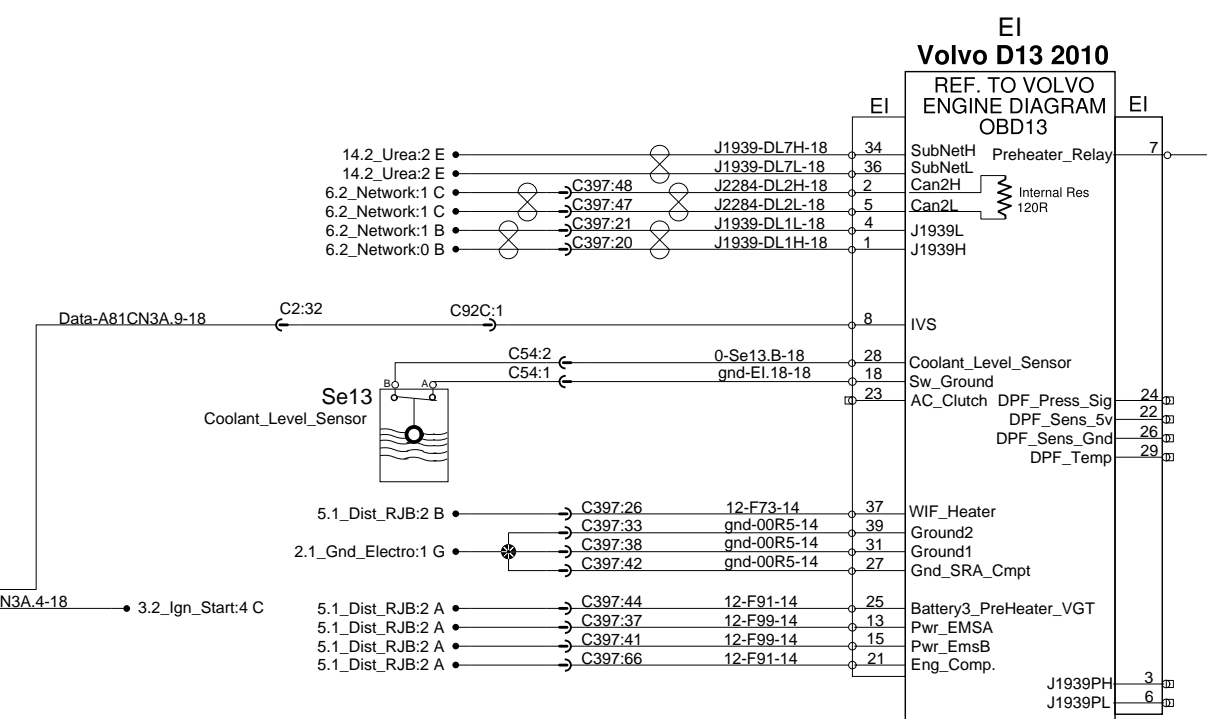 EI
Volvo D13 2010
REF. TO VOLVO
ENGINE DIAGRAM
OBD13
EI
EI
14.2_Urea:2 E J1939-DL7H-18 34 SubNetH Preheater_Relay 7
14.2_Urea:2 E J1939-DL7L-18 36 SubNetL
6.2_Network:1 C C397:48 J2284-DL2H-18 2 Can2H
Internal Res
120R
6.2_Network:1 C C397:47 J2284-DL2L-18 5 Can2L
6.2_Network:1 B C397:21 J1939-DL1L-18 4 J1939L
6.2_Network:0 B C397:20 J1939-DL1H-18 1 J1939H
Data-A81CN3A.9-18 C2:32 C92C:1 8 IVS
C54:2 0-Se13.B-18 28 Coolant_Level_Sensor
C54:1 gnd-EI.18-18 18 Sw_Ground
B A
Se13
Coolant_Level_Sensor
23 AC_Clutch DPF_Press_Sig 24
DPF_Sens_5v 22
DPF_Sens_Gnd 26
DPF_Temp 29
5.1_Dist_RJB:2 B C397:26 12-F73-14 37 WIF_Heater
C397:33 gnd-00R5-14 39 Ground2
2.1_Gnd_Electro:1 G C397:38 gnd-00R5-14 31 Ground1
C397:42 gnd-00R5-14 27 Gnd_SRA_Cmpt
N3A.4-18 3.2_Ign_Start:4 C
5.1_Dist_RJB:2 A C397:44 12-F91-14 25 Battery3_PreHeater_VGT
5.1_Dist_RJB:2 A C397:37 12-F99-14 13 Pwr_EMSA
5.1_Dist_RJB:2 A C397:41 12-F99-14 15 Pwr_EmsB
5.1_Dist_RJB:2 A C397:66 12-F91-14 21 Eng_Comp.
J1939PH 3
J1939PL 6